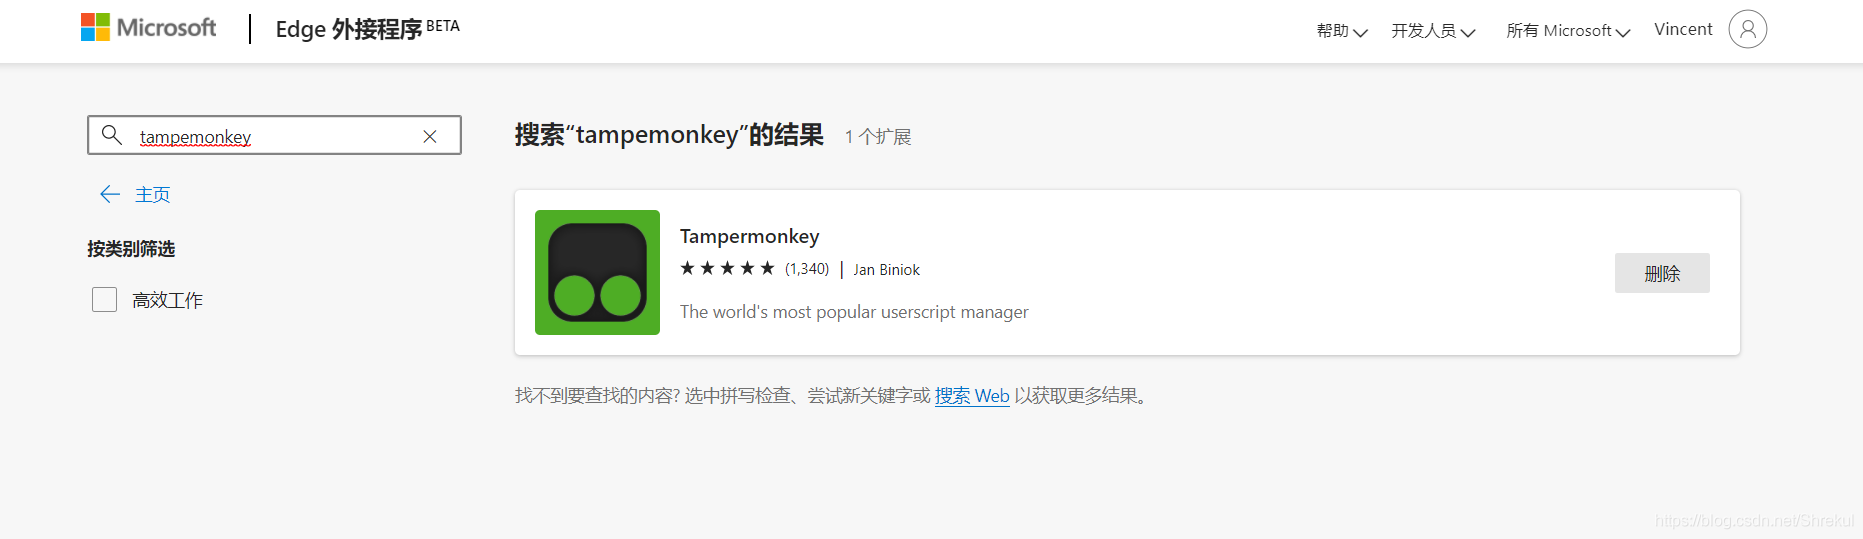 Microsoft Edge 外接程序 BETA 帮助 开发人员 所有 Microsoft Vincent
tampemonkey
主页
按类别筛选
高效工作
搜索“tampemonkey”的结果 1 个扩展
Tampermonkey
(1,340) | Jan Biniok
The world's most popular userscript manager
删除
找不到要查找的内容? 选中拼写检查、尝试新关键字或 搜索 Web 以获取更多结果。
https://blog.csdn.net/Shrekul